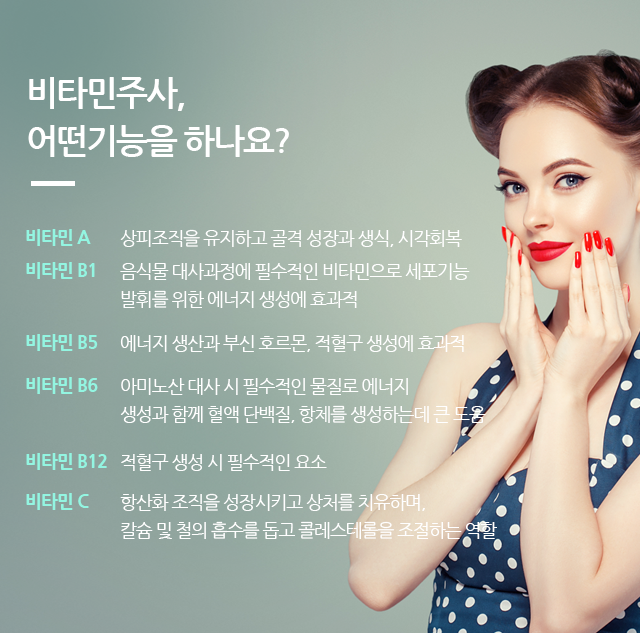 비타민주사,
어떤기능을 하나요?
비타민 A 상피조직을 유지하고 골격 성장과 생식, 시각회복
비타민 B1 음식물 대사과정에 필수적인 비타민으로 세포기능
발휘를 위한 에너지 생성에 효과적
비타민 B5 에너지 생산과 부신 호르몬, 적혈구 생성에 효과적
비타민 B6 아미노산 대사 시 필수적인 물질로 에너지
생성과 함께 혈액 단백질, 항체를 생성하는데 큰 도움
비타민 B12 적혈구 생성 시 필수적인 요소
비타민 C 항산화 조직을 성장시키고 상처를 치유하며,
칼슘 및 철의 흡수를 돕고 콜레스테롤을 조절하는 역할